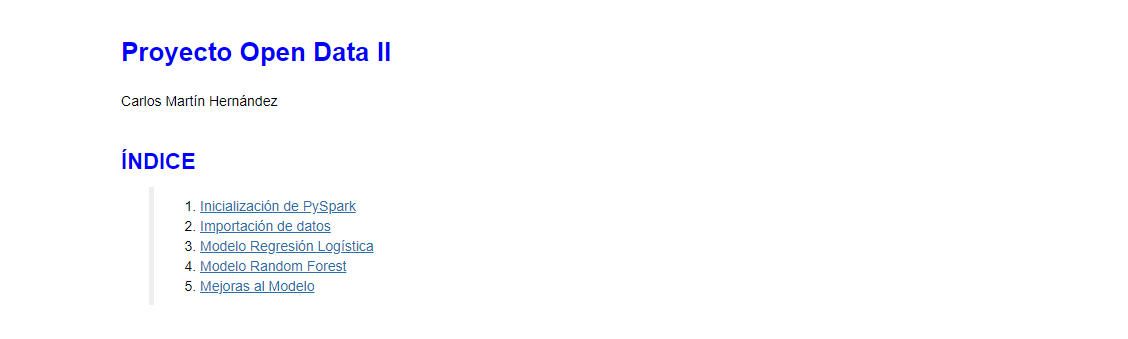 Proyecto Open Data II
Carlos Martín Hernández
ÍNDICE
1. Inicialización de PySpark
2. Importación de datos
3. Modelo Regresión Logística
4. Modelo Random Forest
5. Mejoras al Modelo